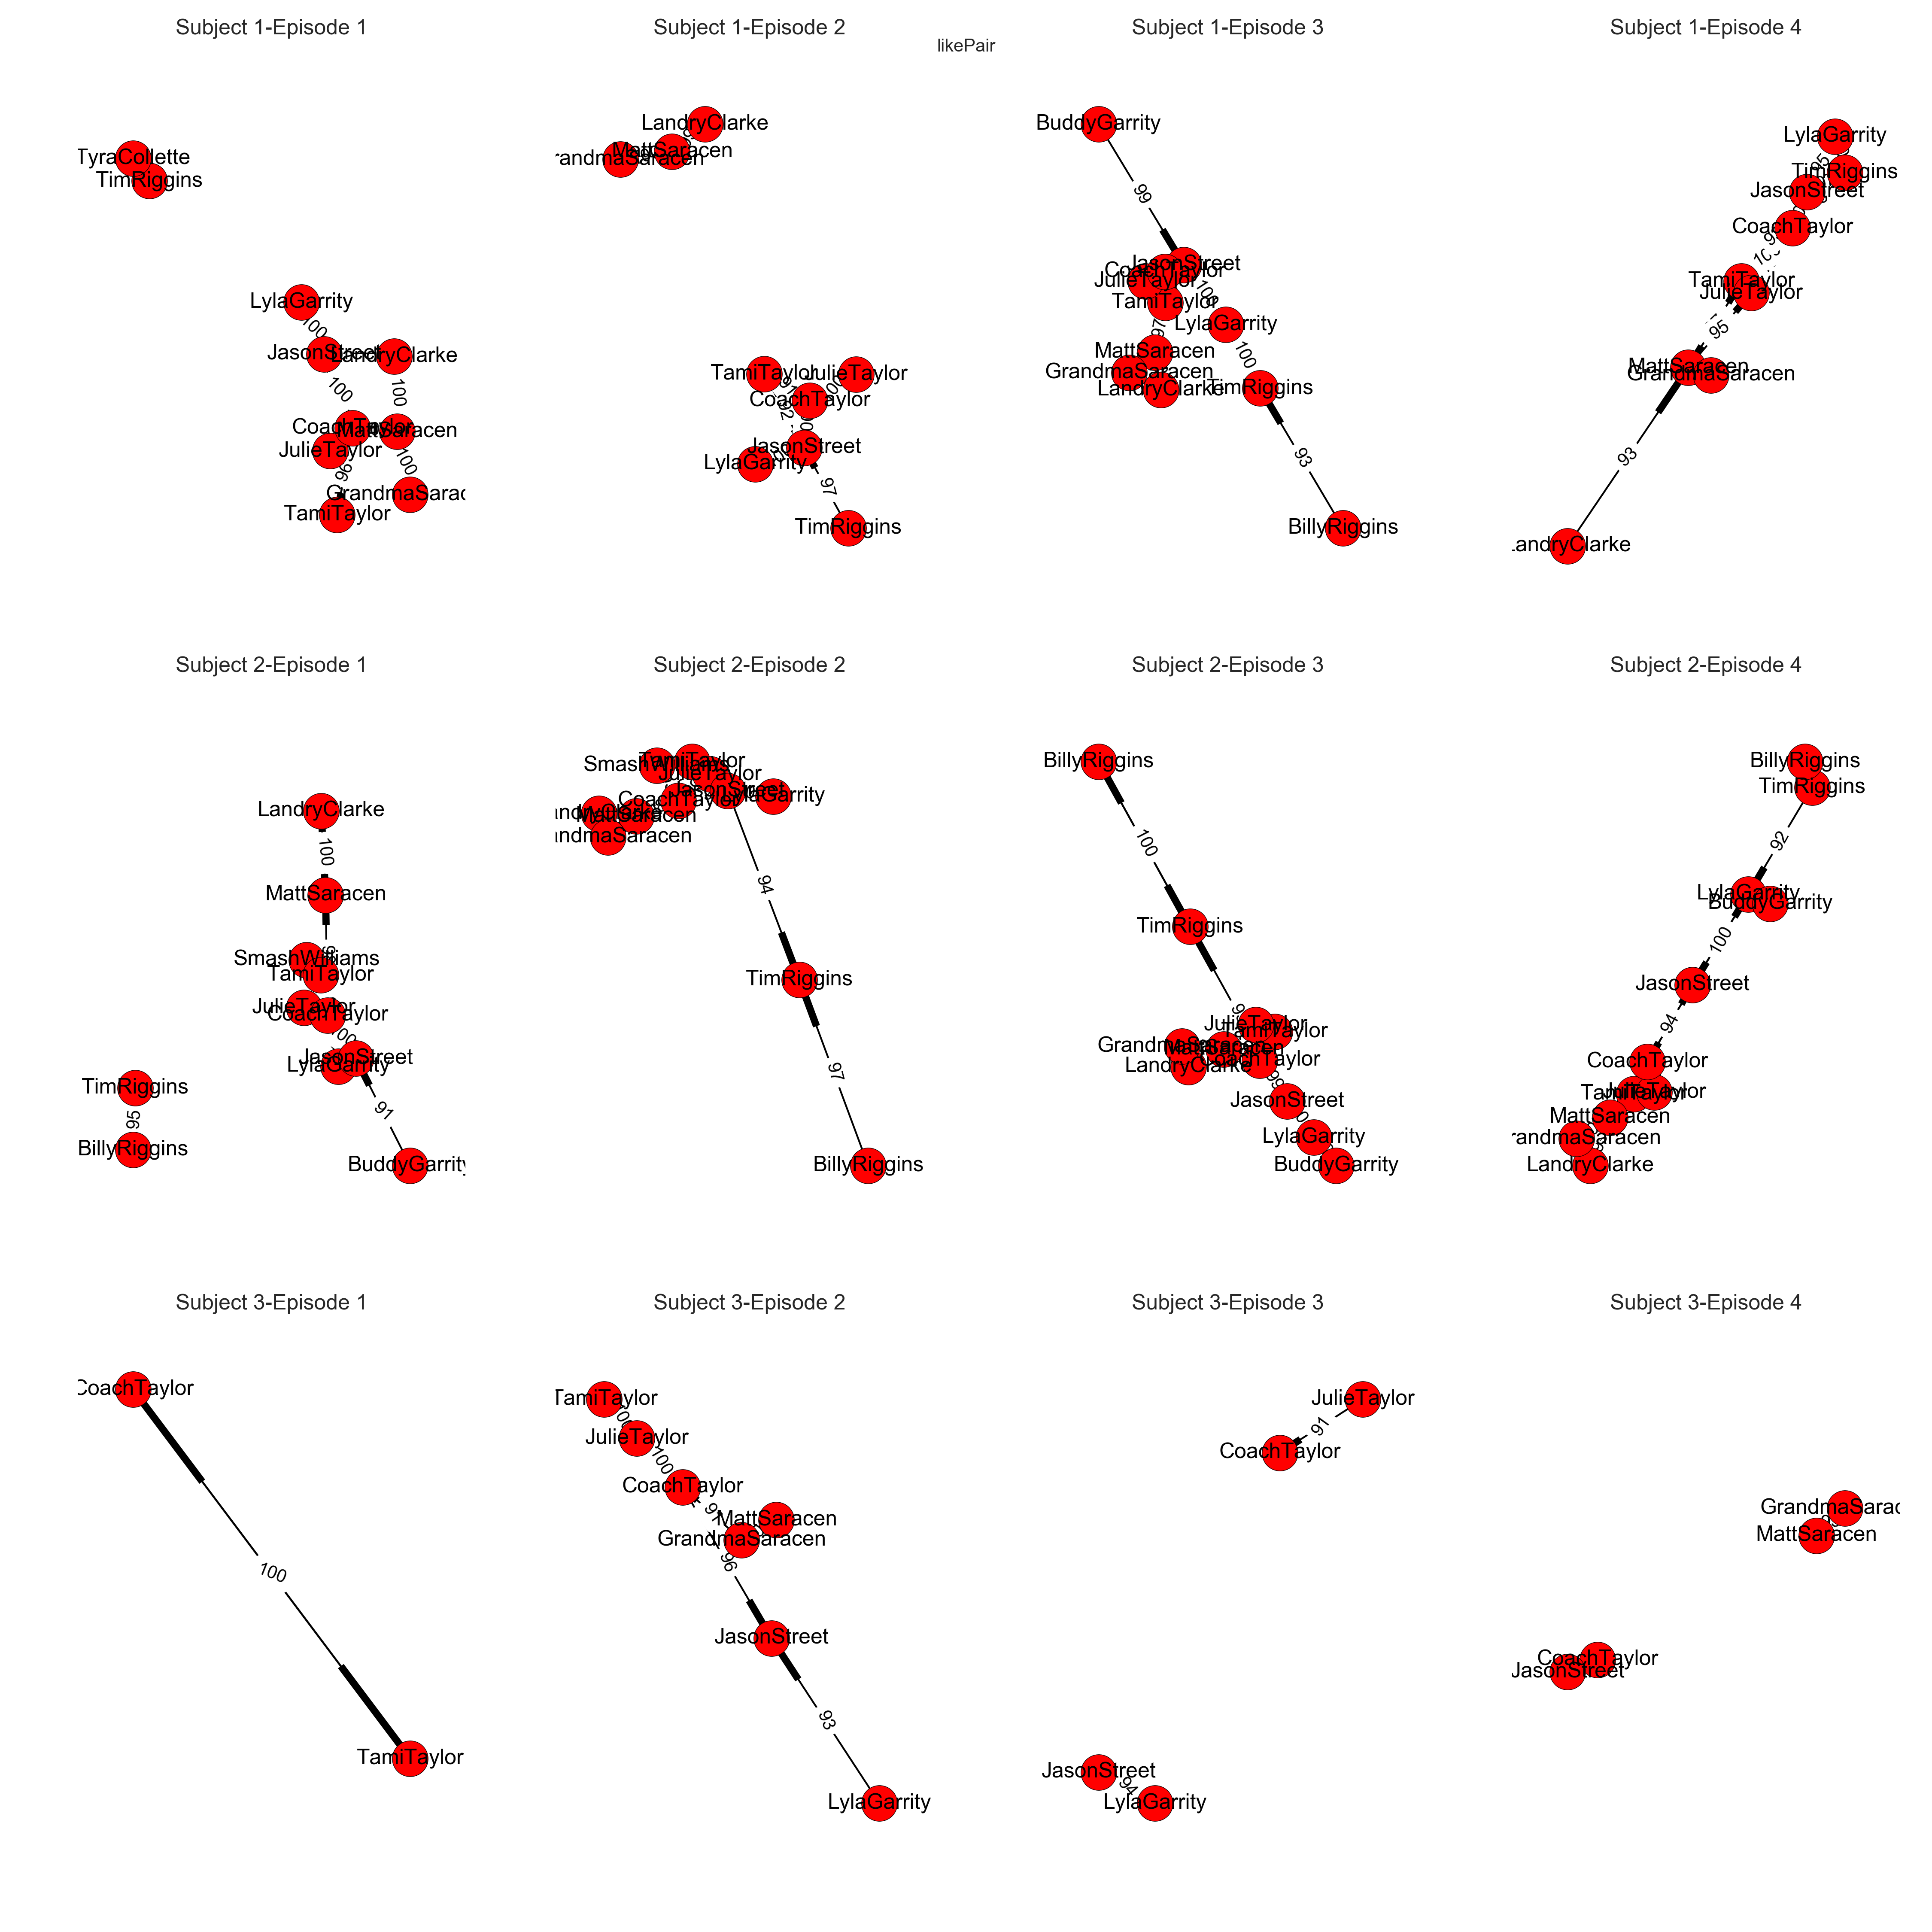 Subject 1-Episode 1
Subject 1-Episode 2
Subject 1-Episode 3
Subject 1-Episode 4
likePair
TyraCollette
TimRiggins
LylaGarrity
100
JasonStreet
LandryClarke
100
100
CoachTaylor
MattSaracen
JulieTaylor
96
100
GrandmaSarac
TamiTaylor
LandryClarke
MattSaracen
randmaSaracen
TamiTaylor
JulieTaylor
91
92
CoachTaylor
JasonStreet
LylaGarrity
97
TimRiggins
BuddyGarrity
99
JasonStreet
CoachTaylor
JulieTaylor
TamiTaylor
100
LylaGarrity
97
MattSaracen
100
GrandmaSaracen
LandryClarke
TimRiggins
93
BillyRiggins
LylaGarrity
95
TimRiggins
JasonStreet
CoachTaylor
TamiTaylor
JulieTaylor
95
MattSaracen
GrandmaSaracen
93
LandryClarke
Subject 2-Episode 1
Subject 2-Episode 2
Subject 2-Episode 3
Subject 2-Episode 4
LandryClarke
100
MattSaracen
SmashWilliams
TamiTaylor
JulieTaylor
CoachTaylor
100
JasonStreet
LylaGarrity
TimRiggins
95
91
BillyRiggins
BuddyGarrity
TamiTaylor
SmashWilliams
JulieTaylor
JasonStreet
LylaGarrity
CoachTaylor
MattSaracen
andmaSaracen
94
TimRiggins
97
BillyRiggins
BillyRiggins
100
TimRiggins
JulieTaylor
TamiTaylor
GrandmaSaracen
MattSaracen
CoachTaylor
LandryClarke
99
JasonStreet
LylaGarrity
BuddyGarrity
BillyRiggins
TimRiggins
92
LylaGarrity
BuddyGarrity
100
JasonStreet
94
CoachTaylor
TamiTaylor
JulieTaylor
MattSaracen
randmaSaracen
LandryClarke
Subject 3-Episode 1
Subject 3-Episode 2
Subject 3-Episode 3
Subject 3-Episode 4
CoachTaylor
100
TamiTaylor
TamiTaylor
100
JulieTaylor
100
CoachTaylor
91
MattSaracen
GrandmaSaracen
96
JasonStreet
93
LylaGarrity
JulieTaylor
91
CoachTaylor
JasonStreet
94
LylaGarrity
GrandmaSarac
MattSaracen
CoachTaylor
JasonStreet